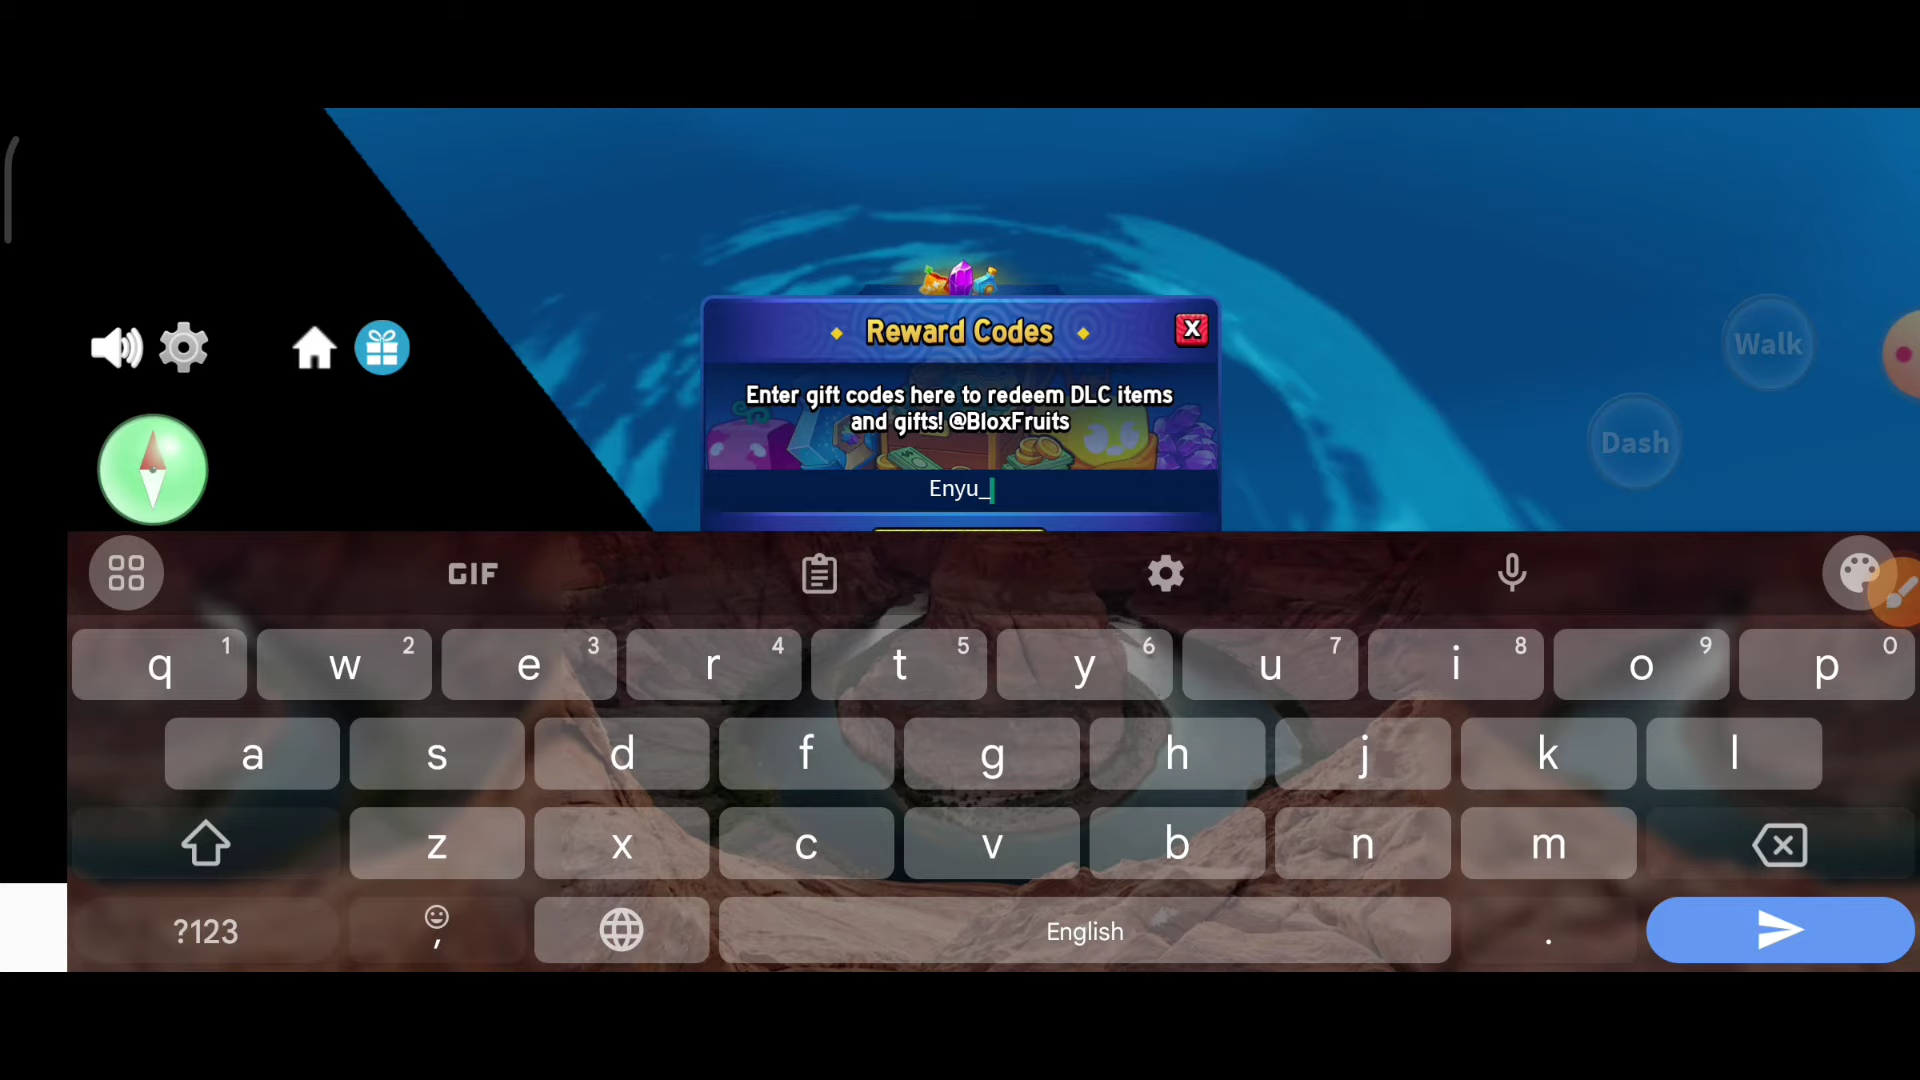 Reward Codes
X
Enter gift codes here to redeem DLC items
and gifts! @BloxFruits
Enyu_
Walk
Dash
GIF
q 1 w 2 e 3 r 4 t 5 y 6 u 7 i 8 o 9 p 0
a s d f g h j k l
z x c v b n m
?123 , English .